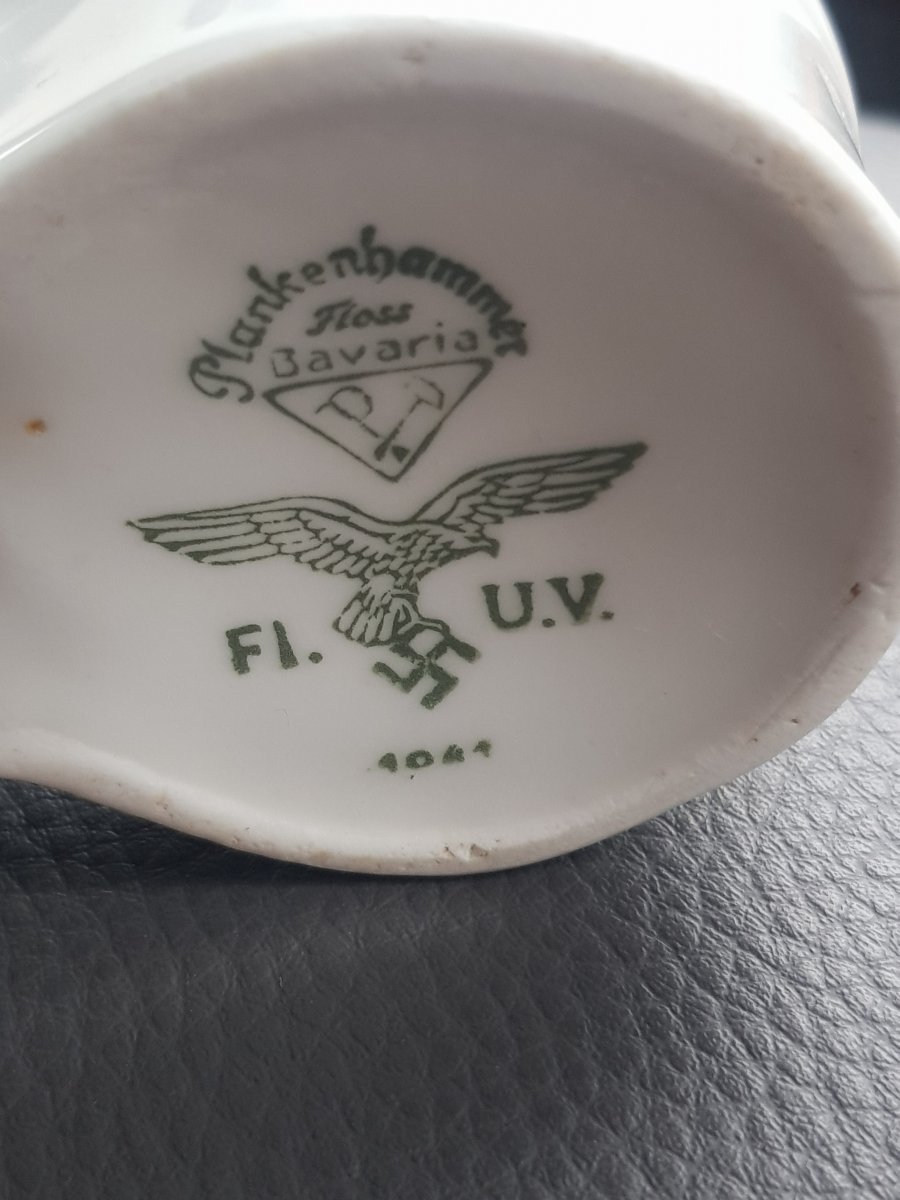 Plankenhammer
Floss
Bavaria
Fl. U.V.
1941